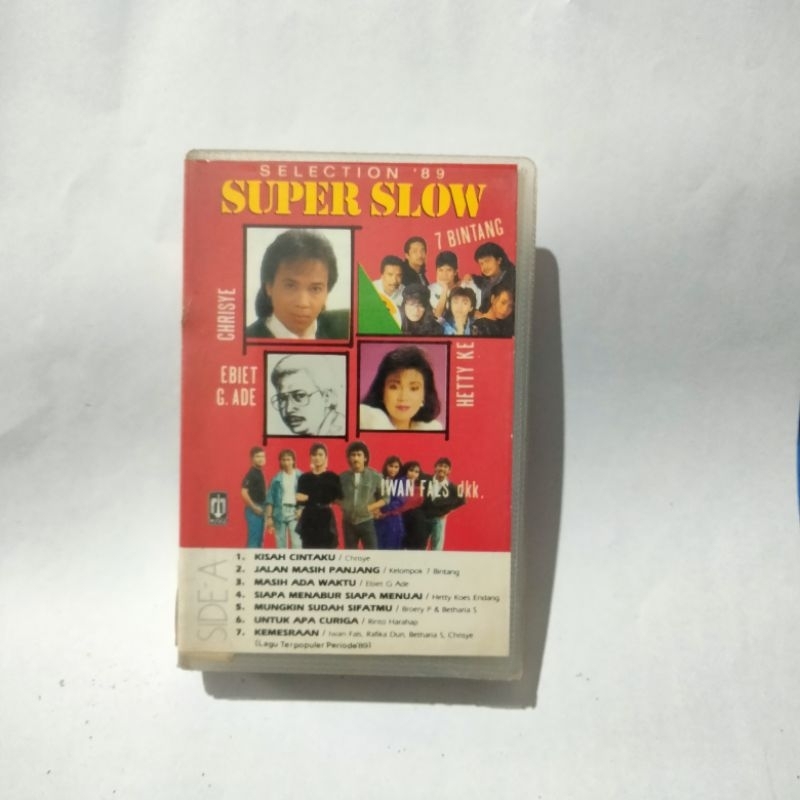 SELECTION '89
SUPER SLOW
7 BINTANG
CHRISYE
EBIET
G. ADE
HETTY KE
IWAN FALS dkk.
SIDE-A
1. KISAH CINTAKU / Chrisye
2. JALAN MASIH PANJANG / Kelompok 7 Bintang
3. MASIH ADA WAKTU / Ebiet G. Ade
4. SIAPA MENABUR SIAPA MENUAI / Hetty Koes Endang
5. MUNGKIN SUDAH SIFATMU / Broery P & Betharia S
6. UNTUK APA CURIGA / Rinto Harahap
7. KEMESRAAN / Iwan Fals, Rafika Duri, Betharia S, Chrisye
(Lagu Terpopuler Periode'89)